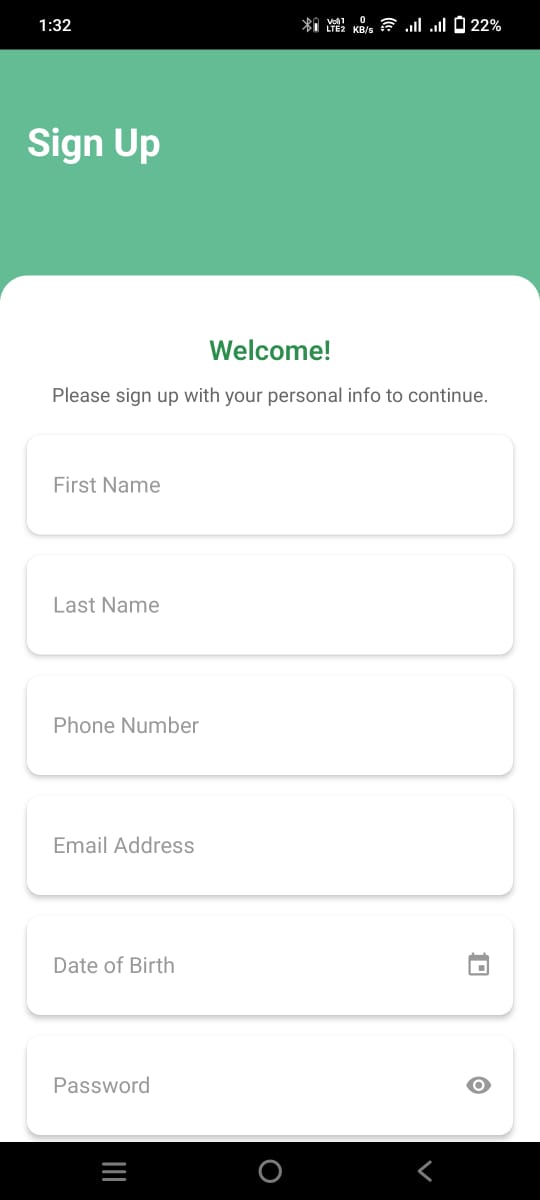 1:32
Vo)) 1
LTE2
0
KB/s
22%
Sign Up
Welcome!
Please sign up with your personal info to continue.
First Name
Last Name
Phone Number
Email Address
Date of Birth
Password